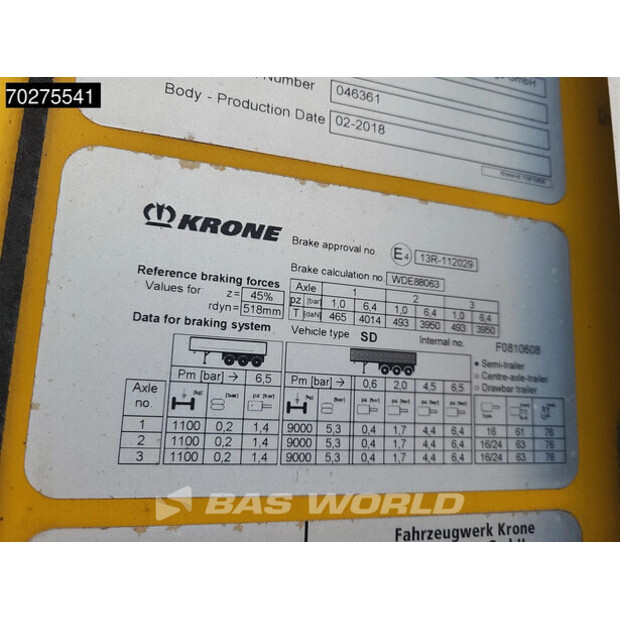 70275541
Number 046361
Body - Production Date 02-2018
KRONE
Brake approval no E4 13R-112029
Brake calculation no WDE88063
Reference braking forces
Values for z= 45%
rdyn= 518mm
Axle 1 2 3
pz [bar] 1,0 6,4 1,0 6,4 1,0 6,4
T [daN] 465 4014 493 3950 493 3950
Data for braking system
Vehicle type SD
Internal no. F0810608
Semi-trailer
Centre-axle-trailer
Drawbar trailer
Pm [bar] → 6,5 Pm [bar] → 0,6 2,0 4,5 6,5
Axle no.
1 1100 0,2 1,4 9000 5,3 0,4 1,7 4,4 6,4 16 61 76
2 1100 0,2 1,4 9000 5,3 0,4 1,7 4,4 6,4 16/24 63 76
3 1100 0,2 1,4 9000 5,3 0,4 1,7 4,4 6,4 16/24 63 76
BAS WORLD
Fahrzeugwerk Krone